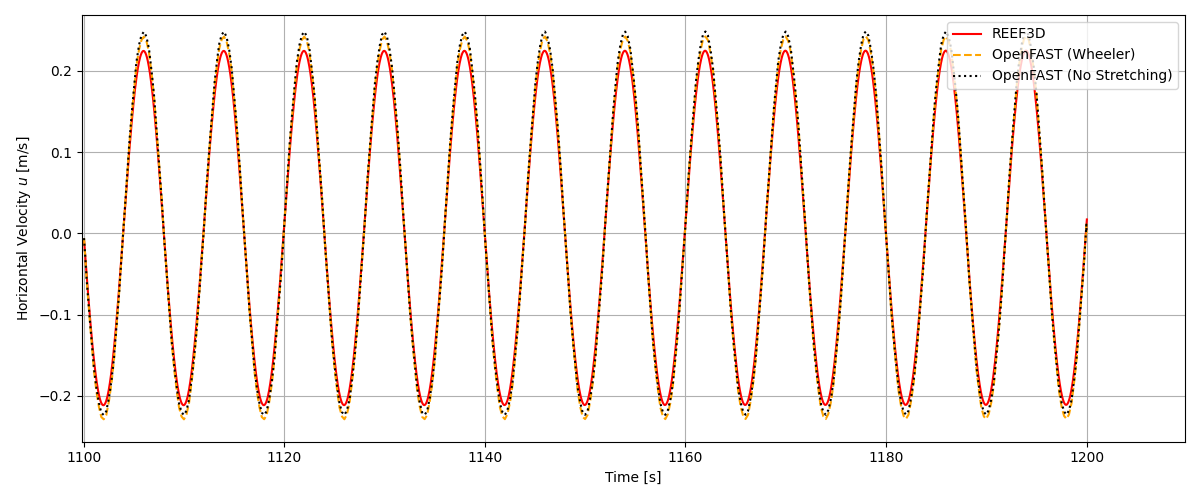 REEF3D
OpenFAST (Wheeler)
OpenFAST (No Stretching)
Horizontal Velocity u [m/s]
0.2
0.1
0.0
−0.1
−0.2
1100 1120 1140 1160 1180 1200
Time [s]